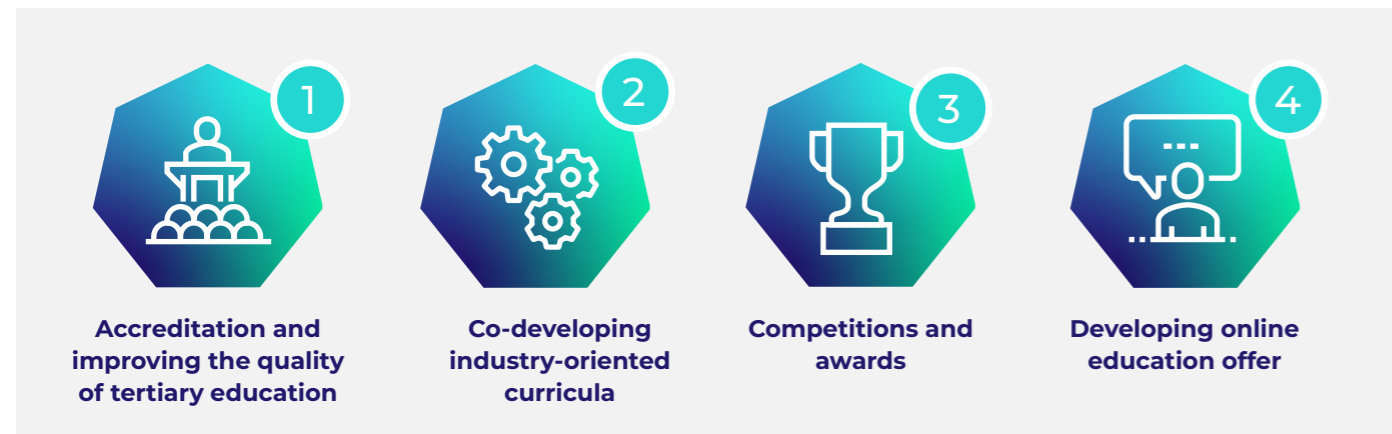 1
Accreditation and
improving the quality
of tertiary education
2
Co-developing
industry-oriented
curricula
3
Competitions and
awards
4
Developing online
education offer